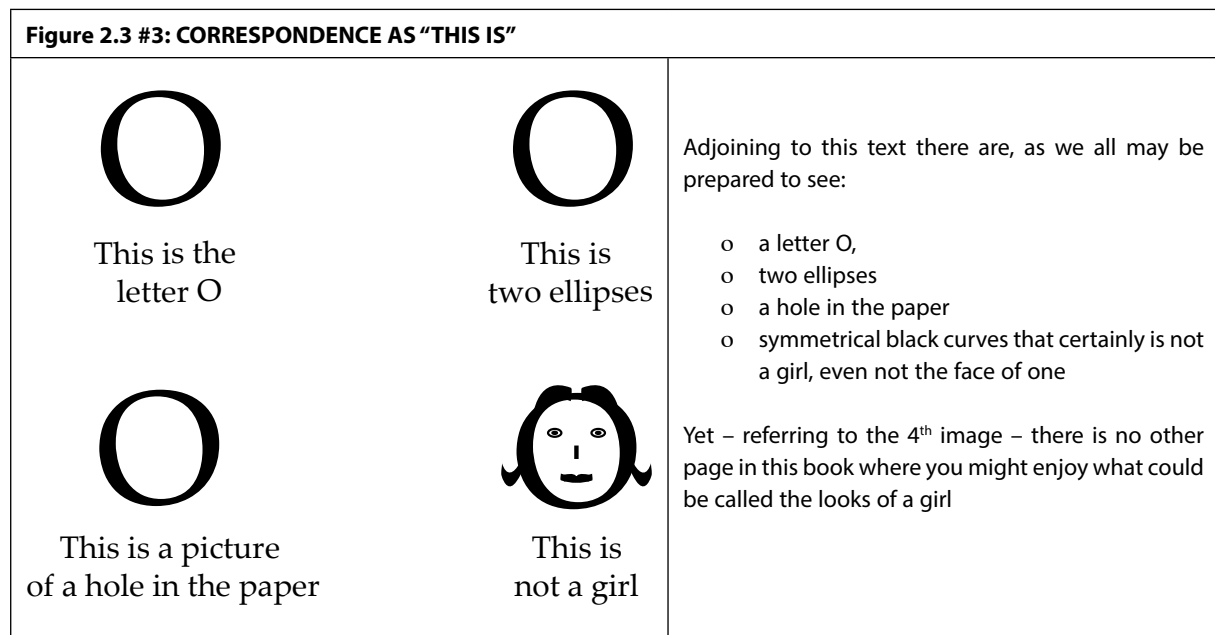 Figure 2.3 #3: CORRESPONDENCE AS “THIS IS”
O
This is the
letter O
O
This is
two ellipses
O
This is a picture
of a hole in the paper
This is
not a girl
Adjoining to this text there are, as we all may be
prepared to see:
o a letter O,
o two ellipses
o a hole in the paper
o symmetrical black curves that certainly is not
a girl, even not the face of one
Yet – referring to the 4th image – there is no other
page in this book where you might enjoy what could
be called the looks of a girl